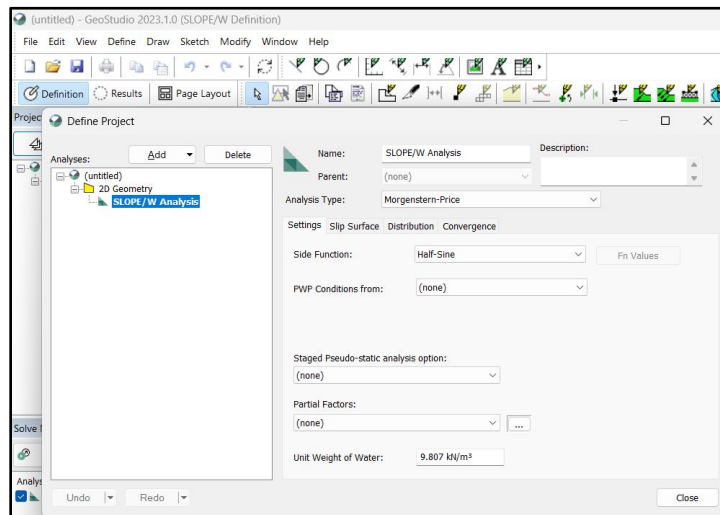 (untitled) - GeoStudio 2023.1.0 (SLOPE/W Definition)
File Edit View Define Draw Sketch Modify Window Help
Definition Results Page Layout
Define Project
Analyses: Add Delete
(untitled)
2D Geometry
SLOPE/W Analysis
Name: SLOPE/W Analysis Description:
Parent: (none)
Analysis Type: Morgenstern-Price
Settings Slip Surface Distribution Convergence
Side Function: Half-Sine Fn Values
PWP Conditions from: (none)
Staged Pseudo-static analysis option:
(none)
Partial Factors:
(none) ...
Unit Weight of Water: 9.807 kN/m³
Undo Redo Close